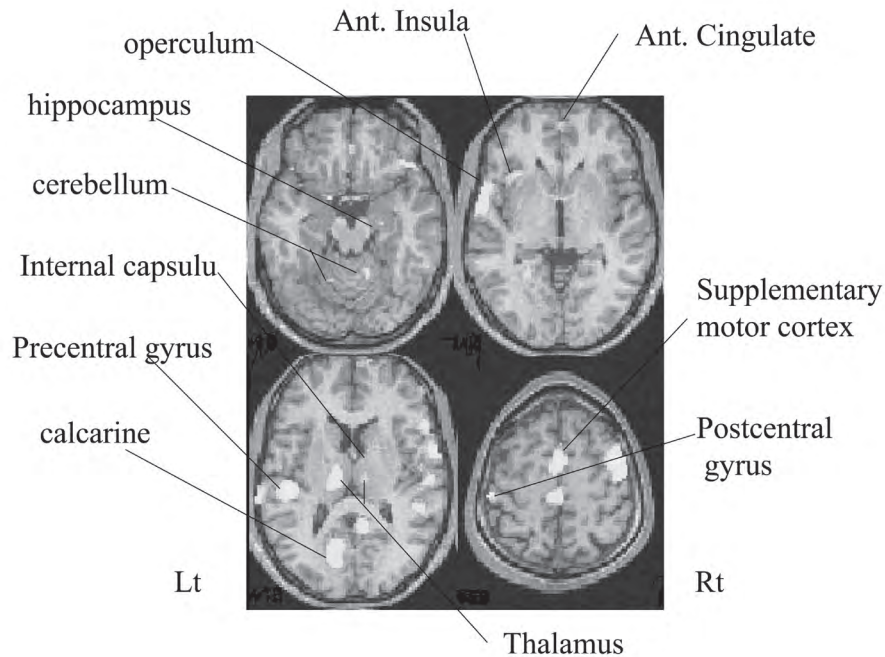 Ant. Insula
operculum
Ant. Cingulate
hippocampus
cerebellum
Internal capsulu
Supplementary
motor cortex
Precentral gyrus
calcarine
Postcentral
gyrus
Lt
Rt
Thalamus